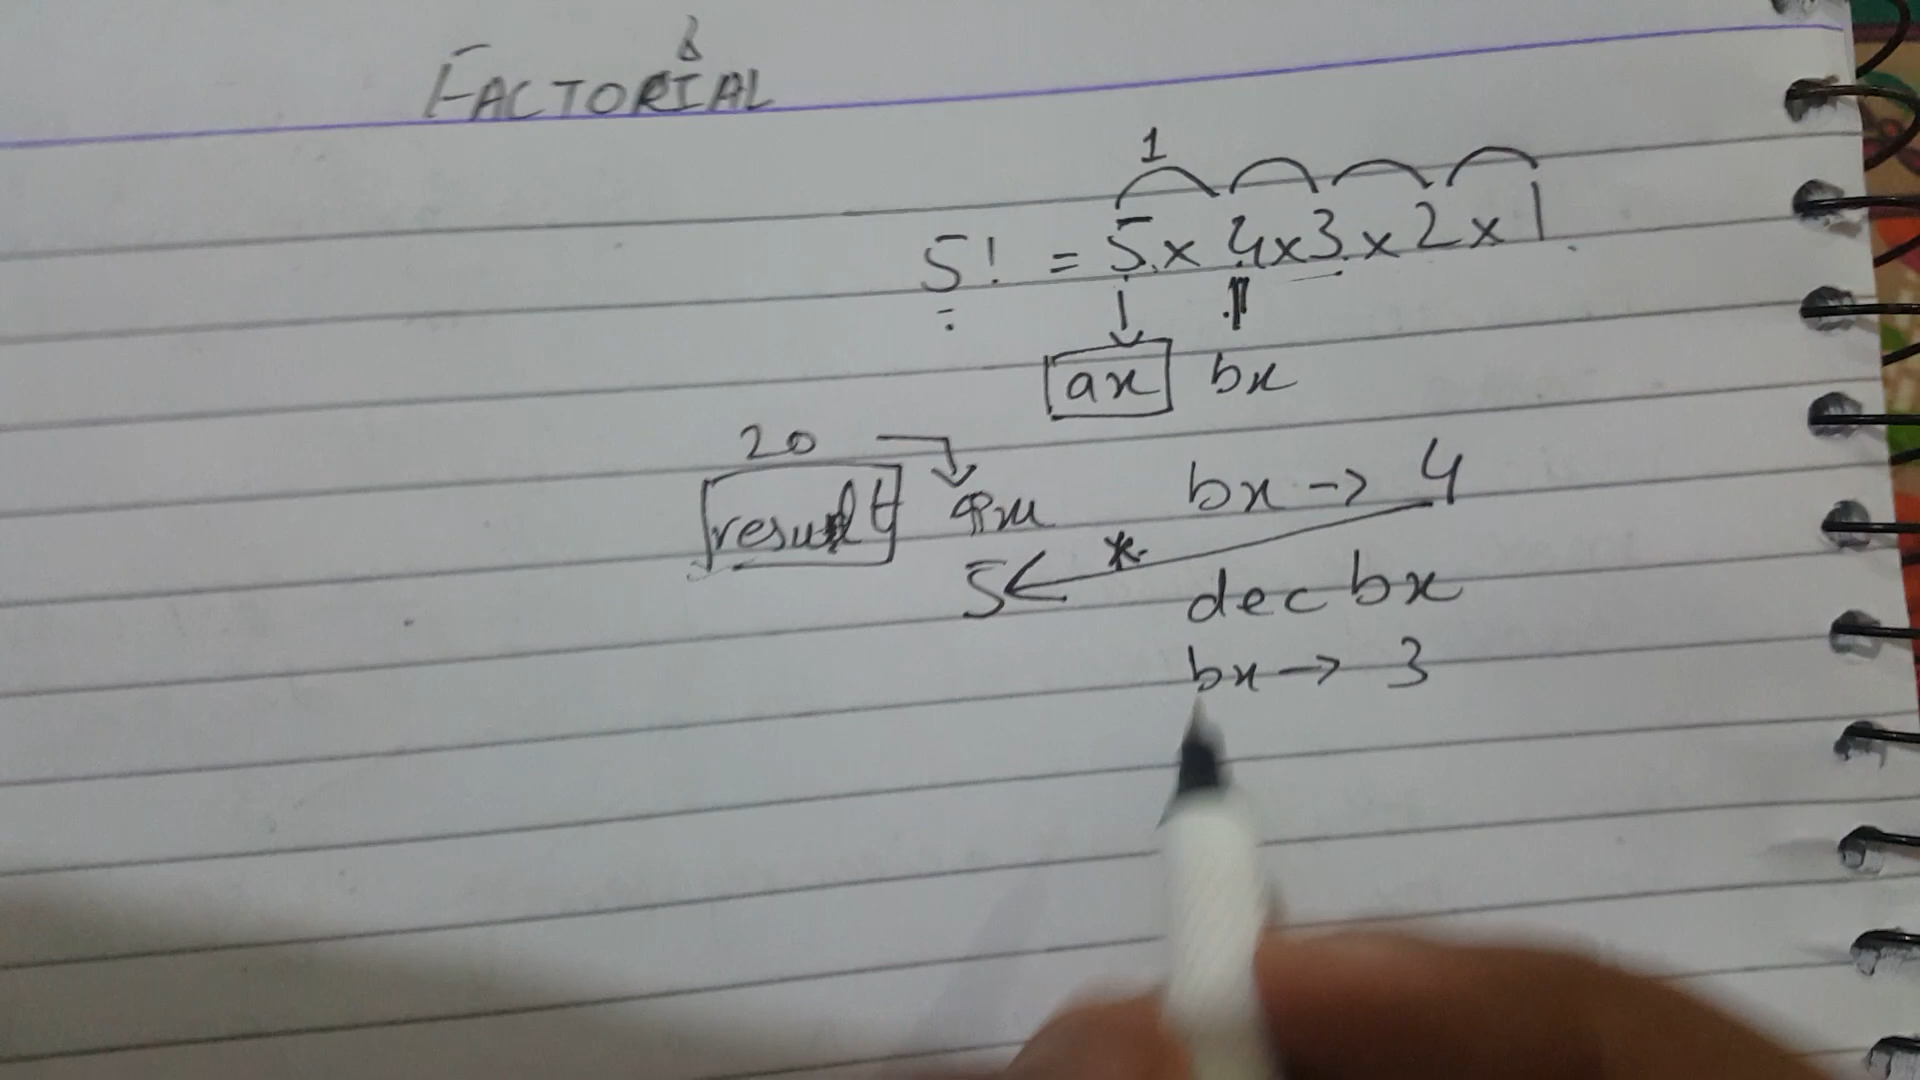 FACTORIAL
1
5! = 5 x 4 x 3 x 2 x 1
ax bx
20
result bx -> 4
5 *
dec bx
bx -> 3